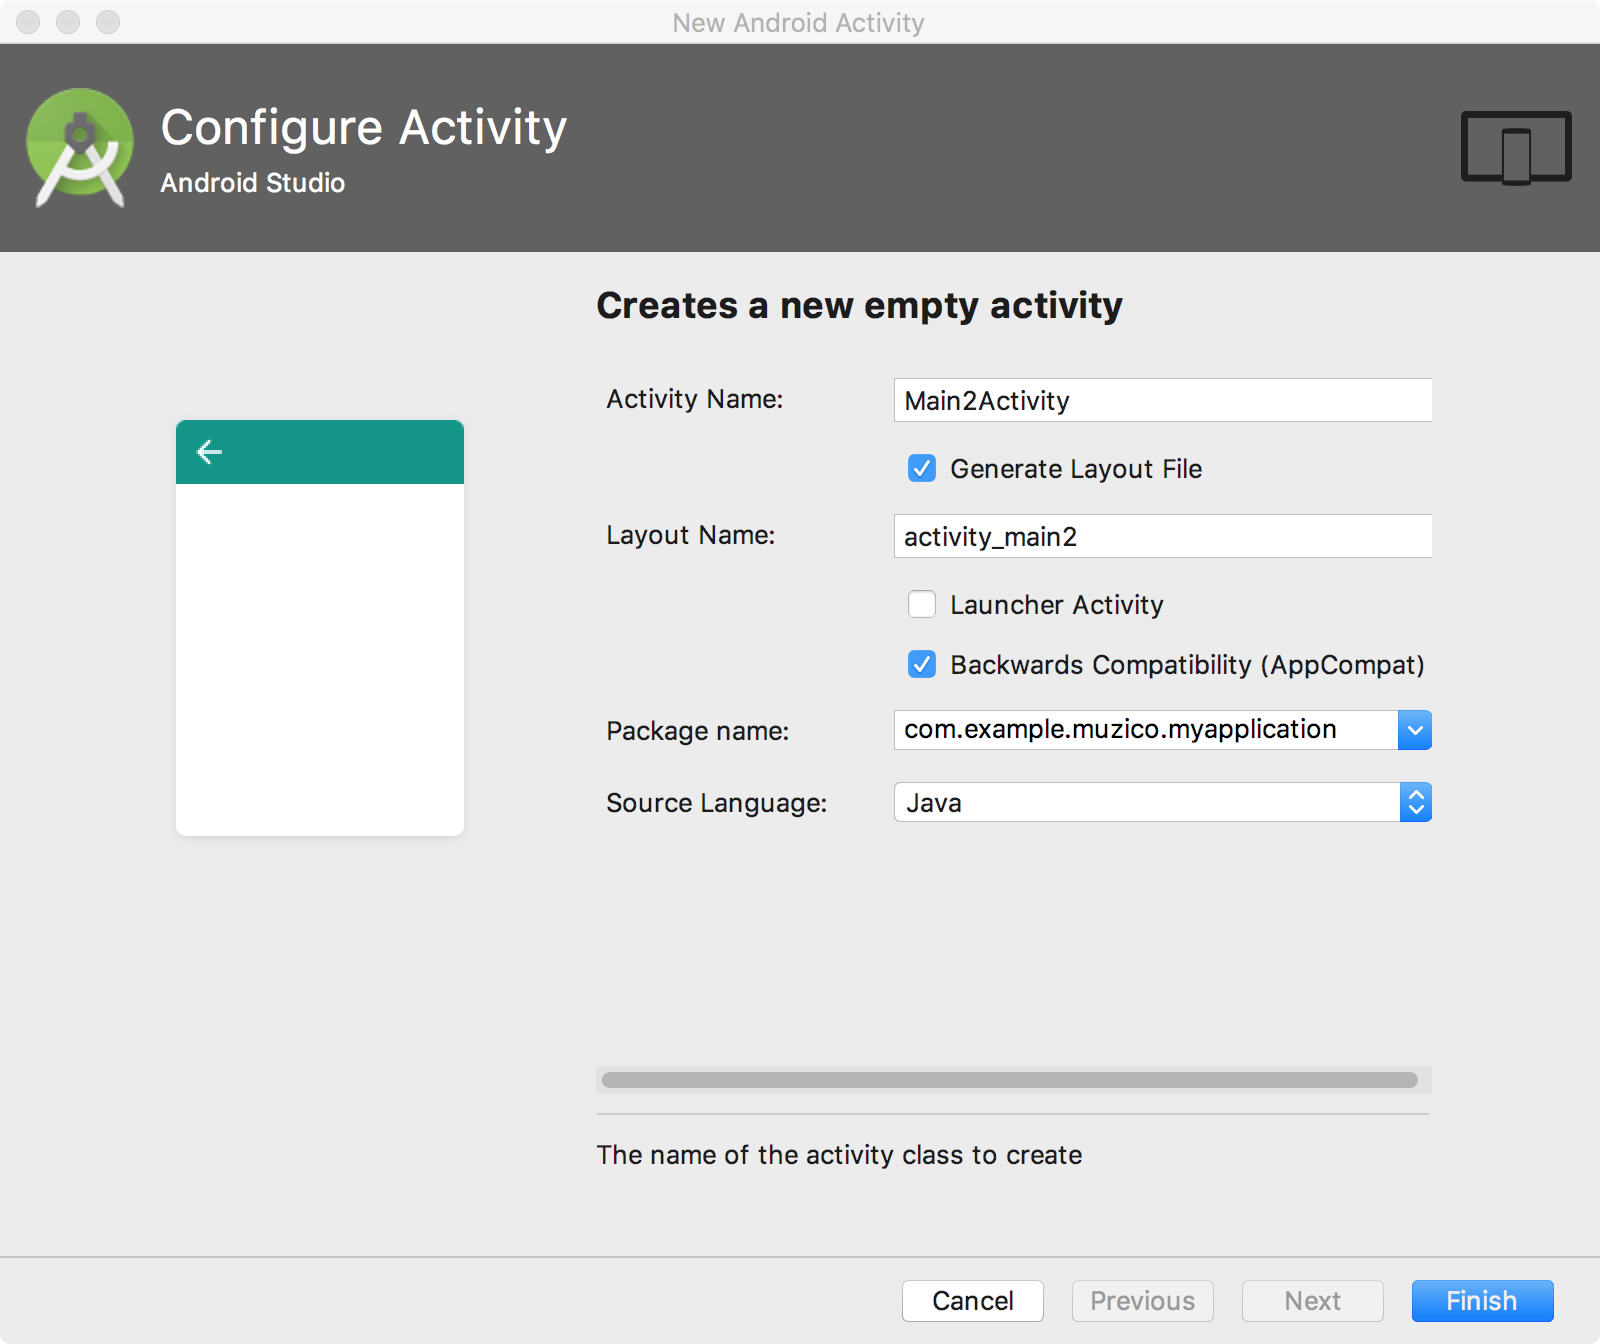 New Android Activity
Configure Activity
Android Studio
Creates a new empty activity
Activity Name: Main2Activity
Generate Layout File
Layout Name: activity_main2
Launcher Activity
Backwards Compatibility (AppCompat)
Package name: com.example.muzico.myapplication
Source Language: Java
The name of the activity class to create
Cancel Previous Next Finish